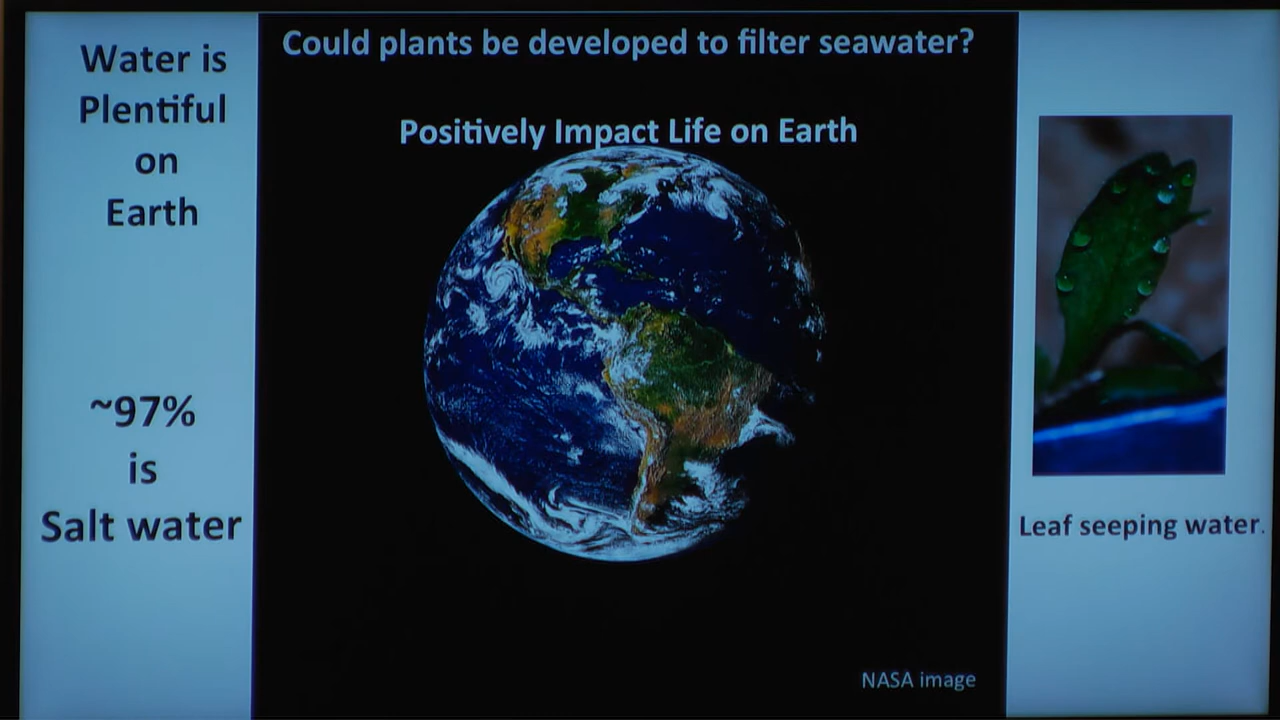 Water is
Plentiful
on
Earth
~97%
is
Salt water
Could plants be developed to filter seawater?
Positively Impact Life on Earth
NASA image
Leaf seeping water.